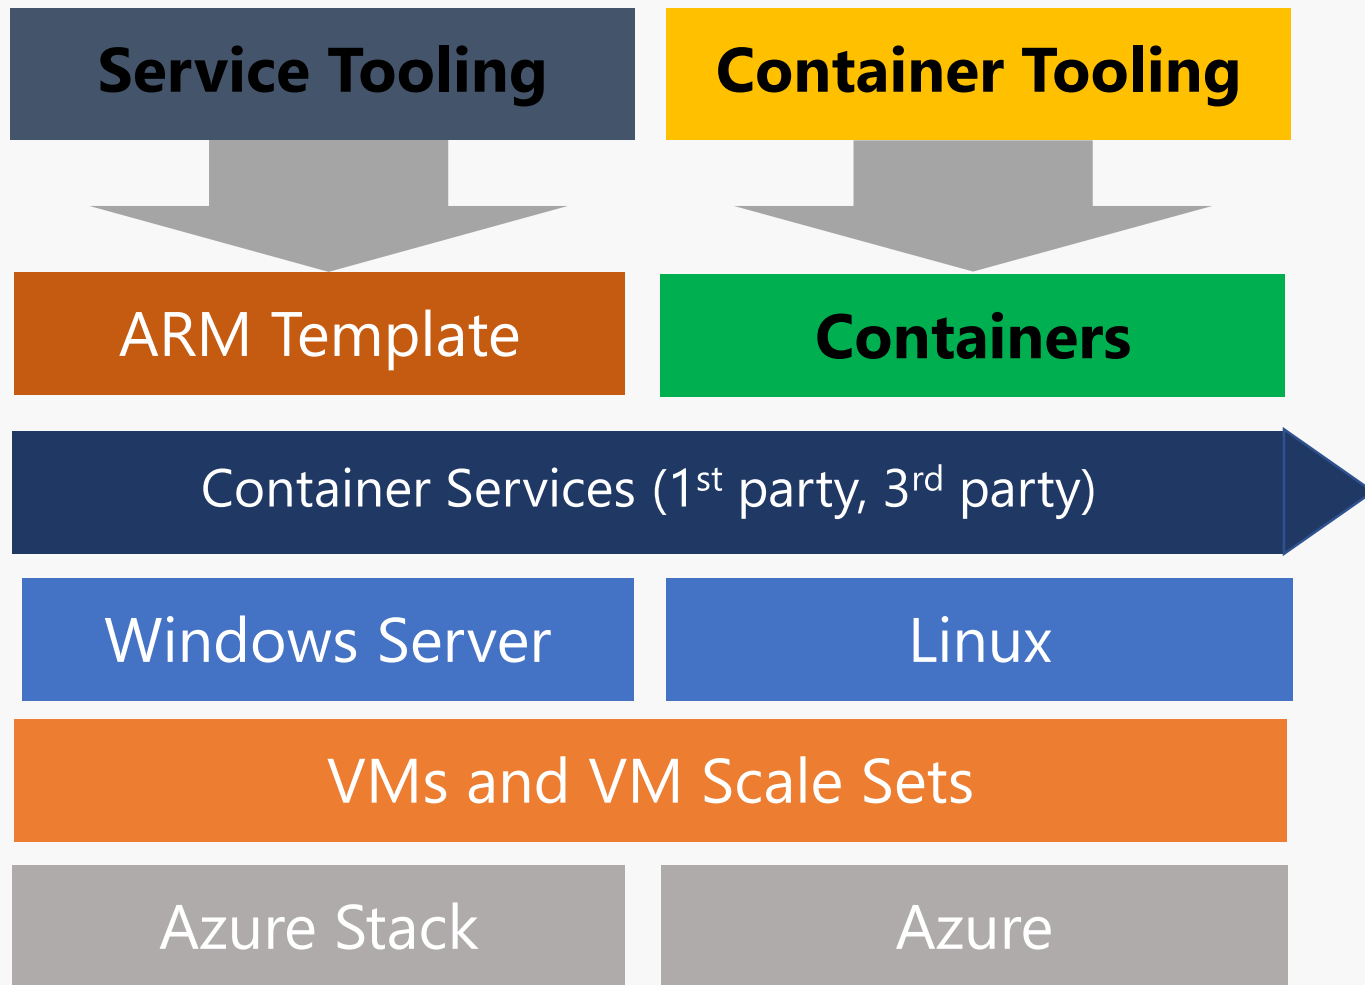 Service Tooling
Container Tooling
ARM Template
Containers
Container Services (1st party, 3rd party)
Windows Server
Linux
VMs and VM Scale Sets
Azure Stack
Azure